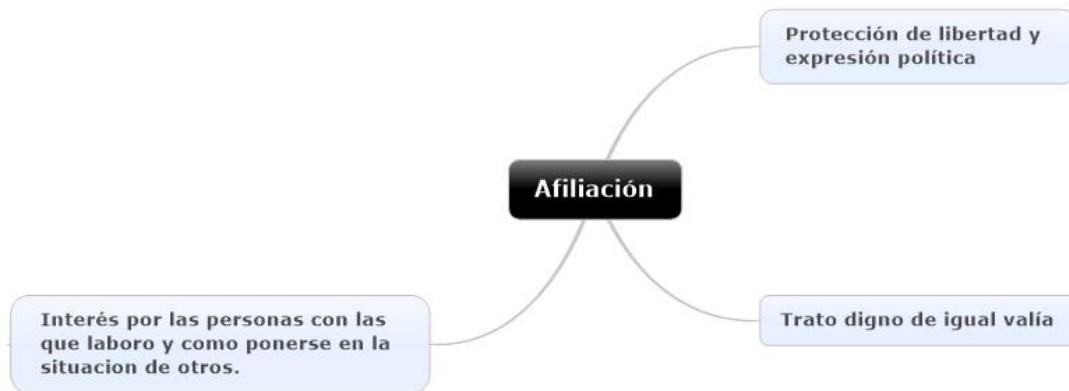 Protección de libertad y
expresión política
Afiliación
Interés por las personas con las
que laboro y como ponerse en la
situacion de otros.
Trato digno de igual valía